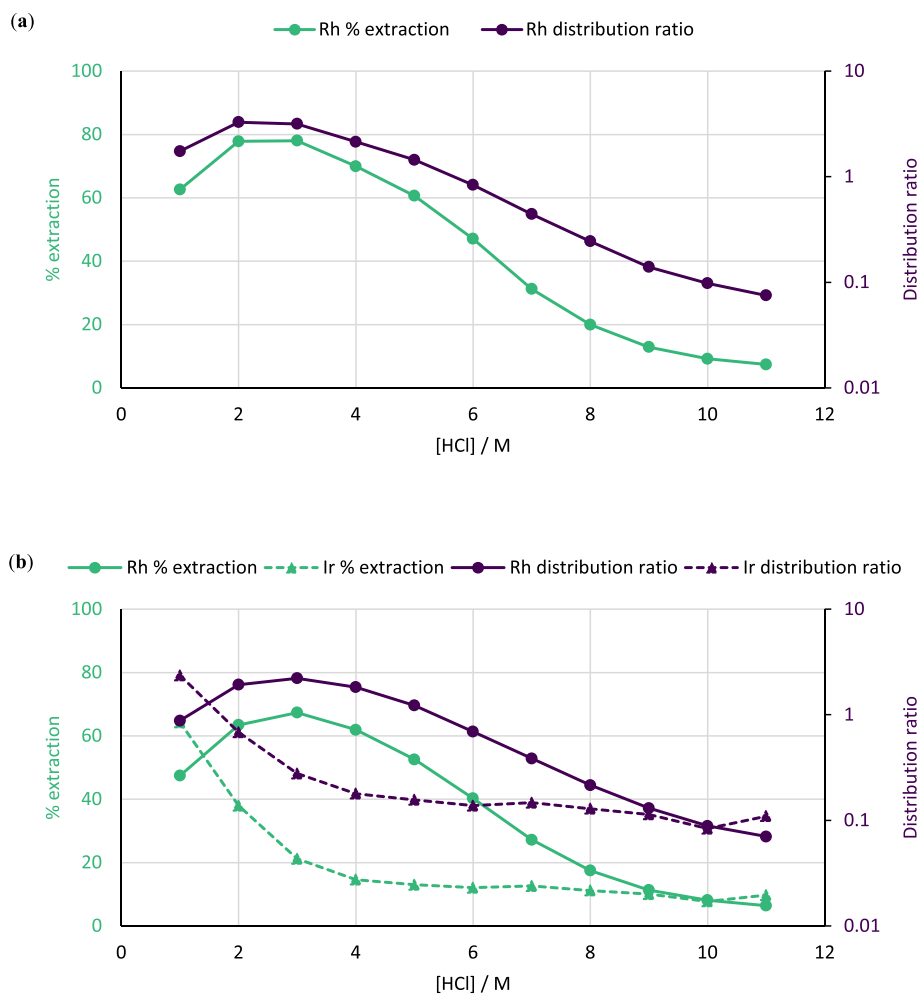 (a)
Rh % extraction Rh distribution ratio
100 10
80
1
60
40
0.1
20
0 0.01
% extraction
Distribution ratio
0 2 4 6 8 10 12
[HCl] / M
(b)
Rh % extraction Ir % extraction Rh distribution ratio Ir distribution ratio
100 10
80
1
60
40
0.1
20
0 0.01
% extraction
Distribution ratio
0 2 4 6 8 10 12
[HCl] / M